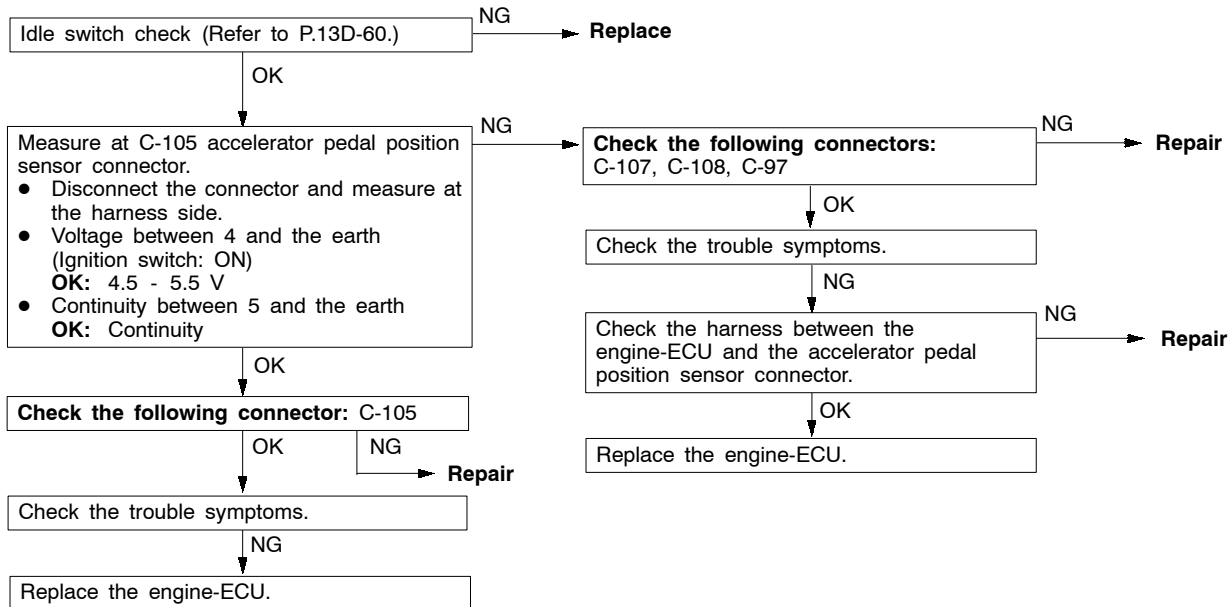 Idle switch check (Refer to P.13D-60.)
NG
Replace
OK
Measure at C-105 accelerator pedal position
sensor connector.
● Disconnect the connector and measure at
the harness side.
● Voltage between 4 and the earth
(Ignition switch: ON)
OK: 4.5 - 5.5 V
● Continuity between 5 and the earth
OK: Continuity
NG
Check the following connectors:
C-107, C-108, C-97
NG
Repair
OK
Check the trouble symptoms.
NG
Check the harness between the
engine-ECU and the accelerator pedal
position sensor connector.
NG
Repair
OK
Replace the engine-ECU.
OK
Check the following connector: C-105
OK
NG
Repair
Check the trouble symptoms.
NG
Replace the engine-ECU.